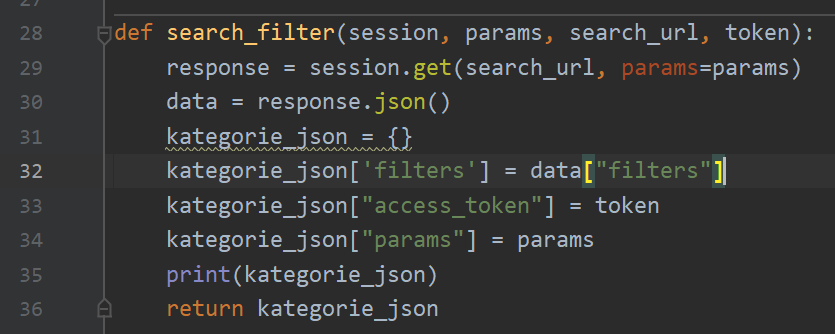 27
28 def search_filter(session, params, search_url, token):
29 response = session.get(search_url, params=params)
30 data = response.json()
31 kategorie_json = {}
32 kategorie_json['filters'] = data["filters"]
33 kategorie_json["access_token"] = token
34 kategorie_json["params"] = params
35 print(kategorie_json)
36 return kategorie_json